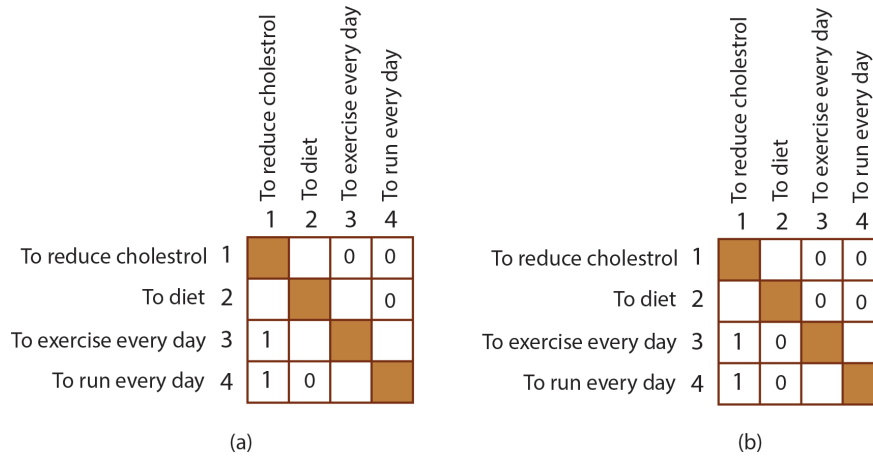 To reduce cholestrol
To diet
To exercise every day
To run every day
1 2 3 4
To reduce cholestrol 1 0 0
To diet 2 0
To exercise every day 3 1
To run every day 4 1 0
(a)
To reduce cholestrol
To diet
To exercise every day
To run every day
1 2 3 4
To reduce cholestrol 1 0 0
To diet 2 0 0
To exercise every day 3 1 0
To run every day 4 1 0
(b)